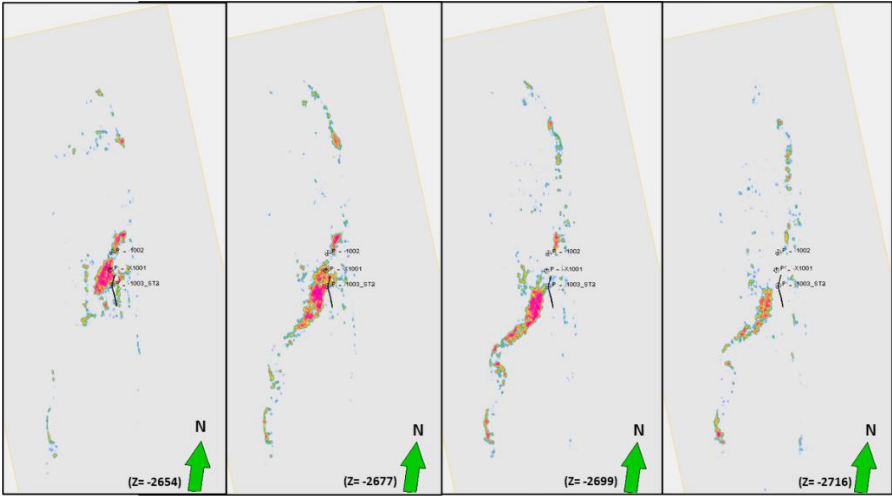 P - 1002
P - X1001
P - 1003_ST2
N
(Z= -2654)
P - 1002
P - X1001
P - 1003_ST2
N
(Z= -2677)
P - 1002
P - X1001
P - 1003_ST2
N
(Z= -2699)
P - 1002
P - X1001
P - 1003_ST2
N
(Z= -2716)